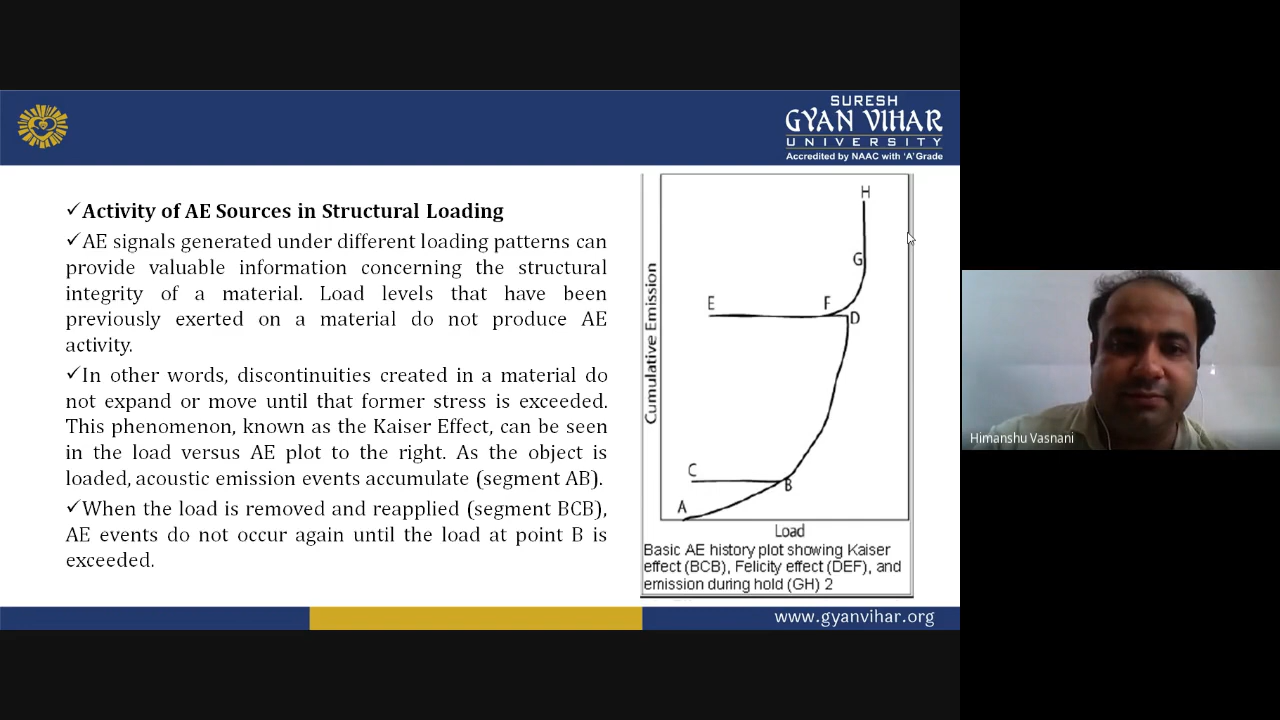 SURESH
GYAN VIHAR
UNIVERSITY
Accredited by NAAC with 'A' Grade
✓Activity of AE Sources in Structural Loading
✓AE signals generated under different loading patterns can
provide valuable information concerning the structural
integrity of a material. Load levels that have been
previously exerted on a material do not produce AE
activity.
✓In other words, discontinuities created in a material do
not expand or move until that former stress is exceeded.
This phenomenon, known as the Kaiser Effect, can be seen
in the load versus AE plot to the right. As the object is
loaded, acoustic emission events accumulate (segment AB).
✓When the load is removed and reapplied (segment BCB),
AE events do not occur again until the load at point B is
exceeded.
Cumulative Emission
H
G
E
F
D
C
B
A
Load
Basic AE history plot showing Kaiser
effect (BCB), Felicity effect (DEF), and
emission during hold (GH) 2
www.gyanvihar.org
Himanshu Vasnani